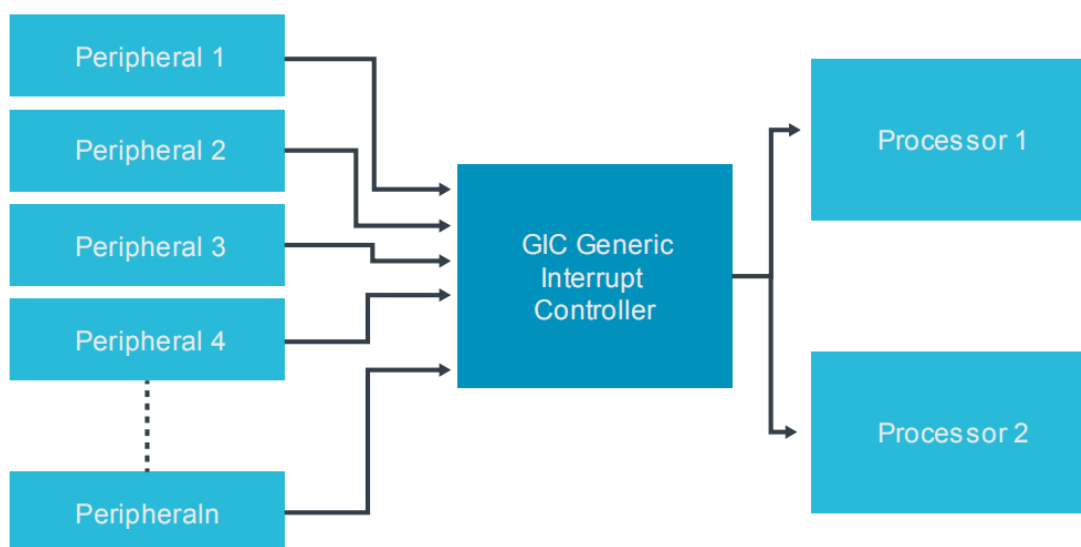 Peripheral 1
Peripheral 2
Peripheral 3
Peripheral 4
Peripheraln
GIC Generic
Interrupt
Controller
Processor 1
Processor 2